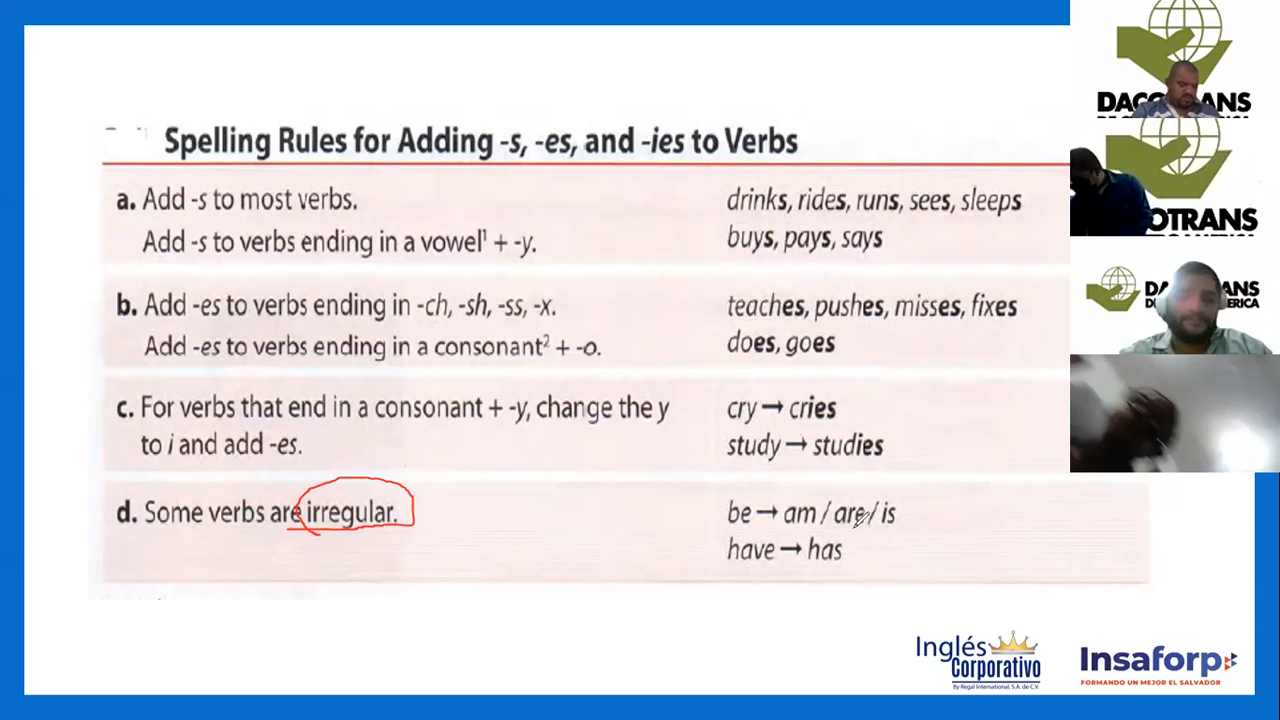 Spelling Rules for Adding -s, -es, and -ies to Verbs
a. Add -s to most verbs.
drinks, rides, runs, sees, sleeps
Add -s to verbs ending in a vowel¹ + -y.
buys, pays, says
b. Add -es to verbs ending in -ch, -sh, -ss, -x.
teaches, pushes, misses, fixes
Add -es to verbs ending in a consonant² + -o.
does, goes
c. For verbs that end in a consonant + -y, change the y
cry → cries
to i and add -es.
study → studies
d. Some verbs are irregular.
be → am / are / is
have → has
Inglés
Corporativo
By Regal International, S.A. de C.V.
Insaforp
FORMANDO UN MEJOR EL SALVADOR